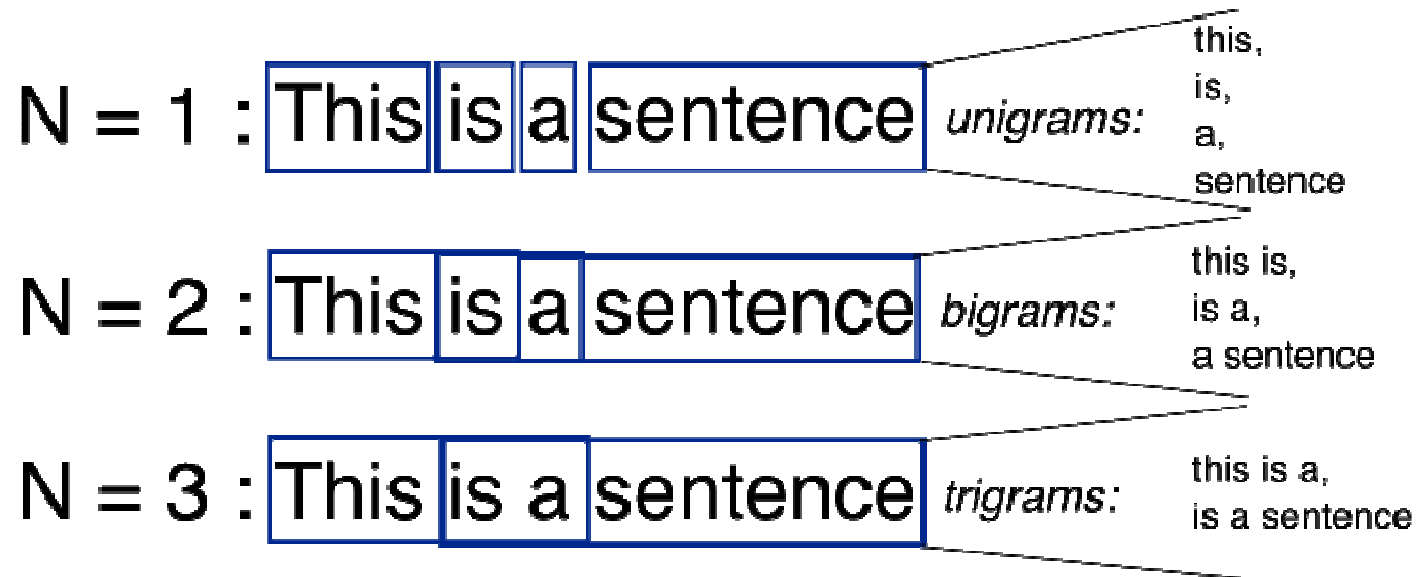 N = 1 : This is a sentence unigrams:
this,
is,
a,
sentence
N = 2 : This is a sentence bigrams:
this is,
is a,
a sentence
N = 3 : This is a sentence trigrams:
this is a,
is a sentence